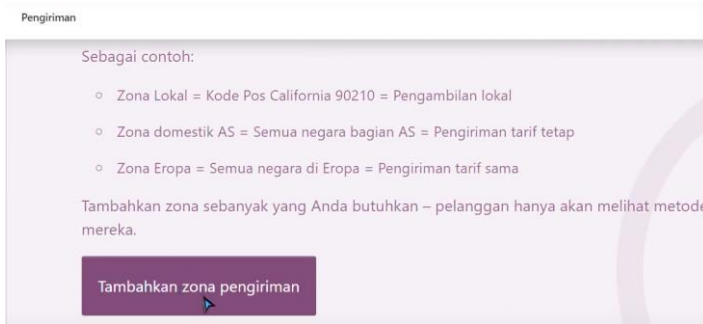 Pengiriman
Sebagai contoh:
Zona Lokal = Kode Pos California 90210 = Pengambilan lokal
Zona domestik AS = Semua negara bagian AS = Pengiriman tarif tetap
Zona Eropa = Semua negara di Eropa = Pengiriman tarif sama
Tambahkan zona sebanyak yang Anda butuhkan – pelanggan hanya akan melihat metode
mereka.
Tambahkan zona pengiriman